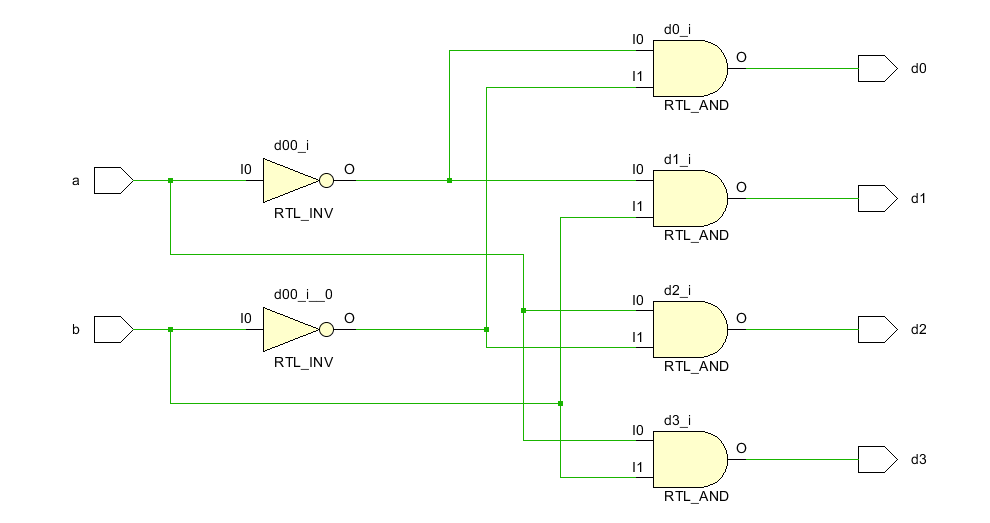 d0_i
I0
O
d0
I1
RTL_AND
d00_i
d1_i
a
I0
O
I0
O
d1
I1
RTL_INV
RTL_AND
d00_i__0
d2_i
b
I0
O
I0
O
d2
I1
RTL_INV
RTL_AND
d3_i
I0
O
d3
I1
RTL_AND